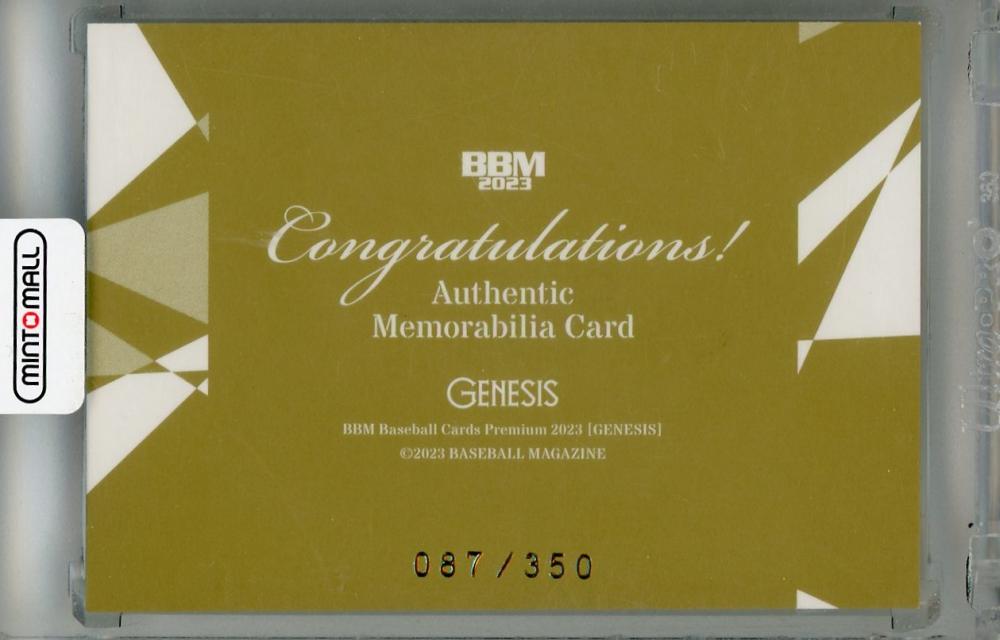 BBM
2023
Congratulations!
Authentic
Memorabilia Card
GENESIS
BBM Baseball Cards Premium 2023 [GENESIS]
©2023 BASEBALL MAGAZINE
087/350
MINTOMALL